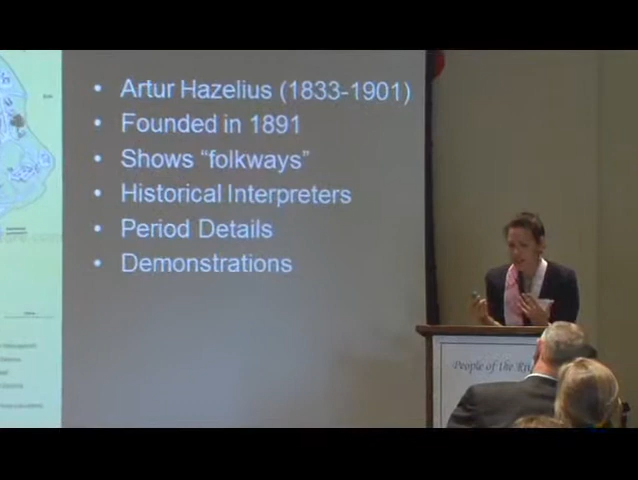 • Artur Hazelius (1833-1901)
• Founded in 1891
• Shows “folkways”
• Historical Interpreters
• Period Details
• Demonstrations
People of the